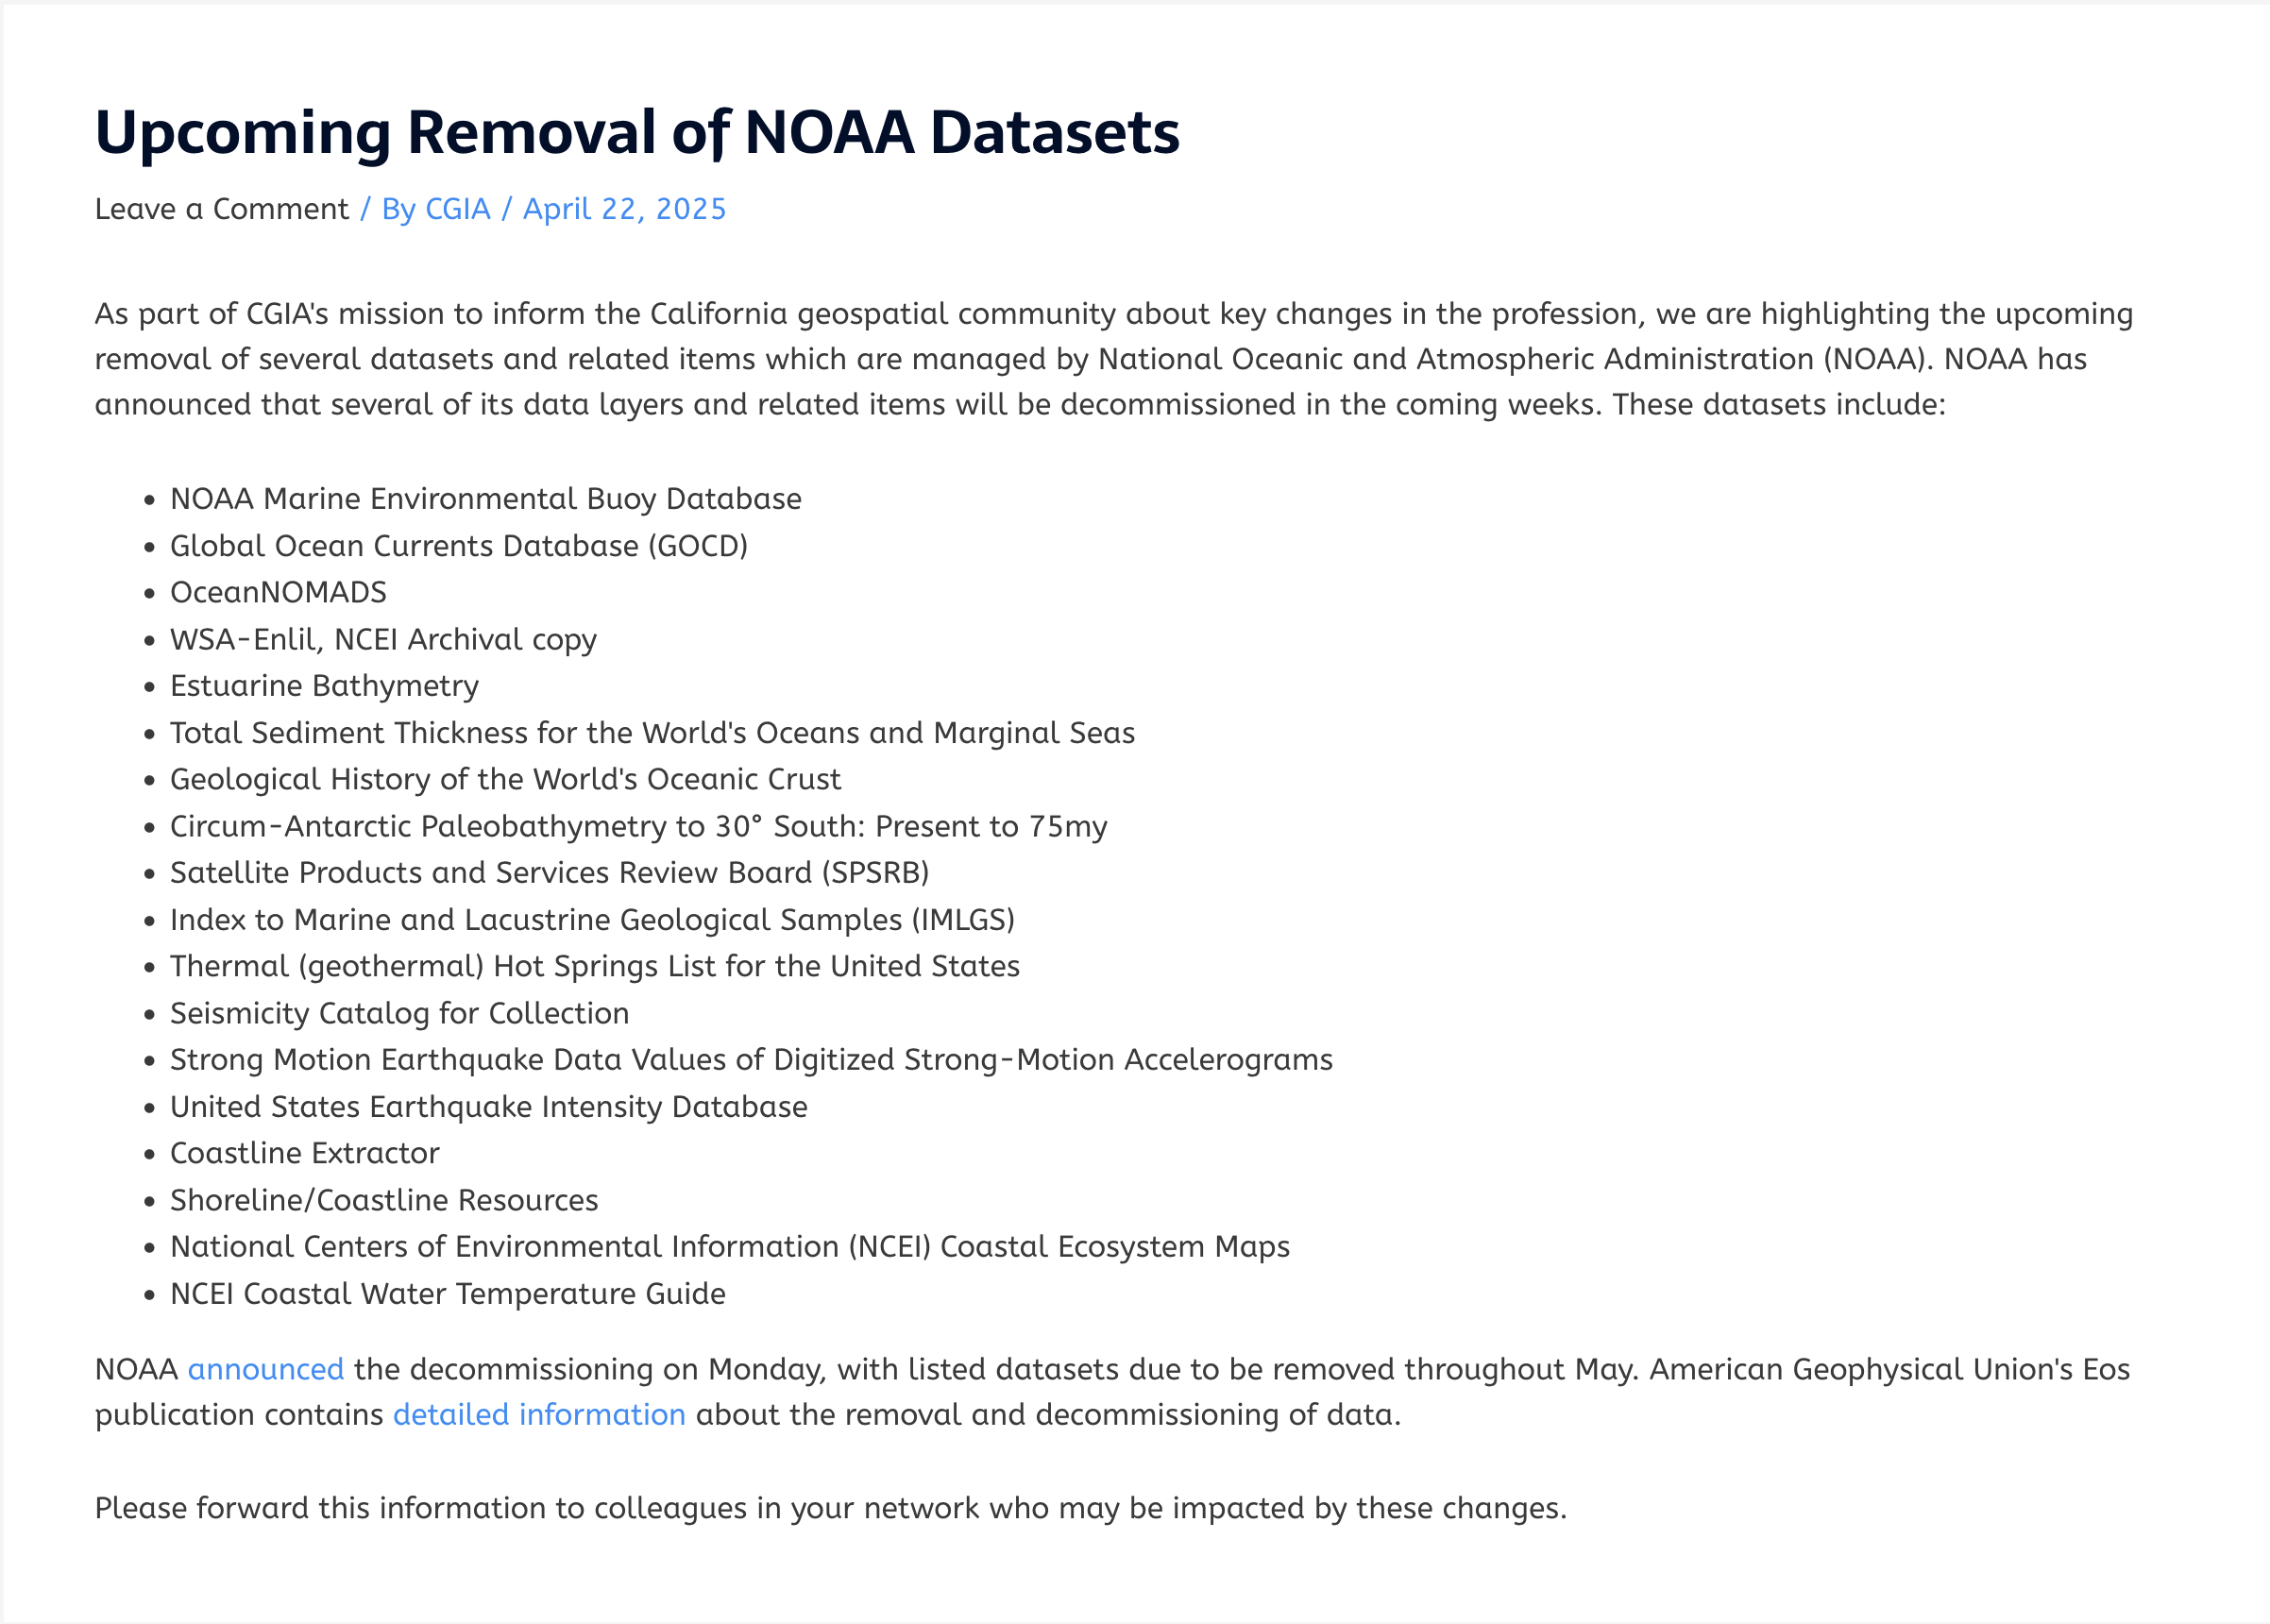 Upcoming Removal of NOAA Datasets
Leave a Comment / By CGIA / April 22, 2025
As part of CGIA's mission to inform the California geospatial community about key changes in the profession, we are highlighting the upcoming
removal of several datasets and related items which are managed by National Oceanic and Atmospheric Administration (NOAA). NOAA has
announced that several of its data layers and related items will be decommissioned in the coming weeks. These datasets include:
• NOAA Marine Environmental Buoy Database
• Global Ocean Currents Database (GOCD)
• OceanNOMADS
• WSA-Enlil, NCEI Archival copy
• Estuarine Bathymetry
• Total Sediment Thickness for the World's Oceans and Marginal Seas
• Geological History of the World's Oceanic Crust
• Circum-Antarctic Paleobathymetry to 30° South: Present to 75my
• Satellite Products and Services Review Board (SPSRB)
• Index to Marine and Lacustrine Geological Samples (IMLGS)
• Thermal (geothermal) Hot Springs List for the United States
• Seismicity Catalog for Collection
• Strong Motion Earthquake Data Values of Digitized Strong-Motion Accelerograms
• United States Earthquake Intensity Database
• Coastline Extractor
• Shoreline/Coastline Resources
• National Centers of Environmental Information (NCEI) Coastal Ecosystem Maps
• NCEI Coastal Water Temperature Guide
NOAA announced the decommissioning on Monday, with listed datasets due to be removed throughout May. American Geophysical Union's Eos
publication contains detailed information about the removal and decommissioning of data.
Please forward this information to colleagues in your network who may be impacted by these changes.